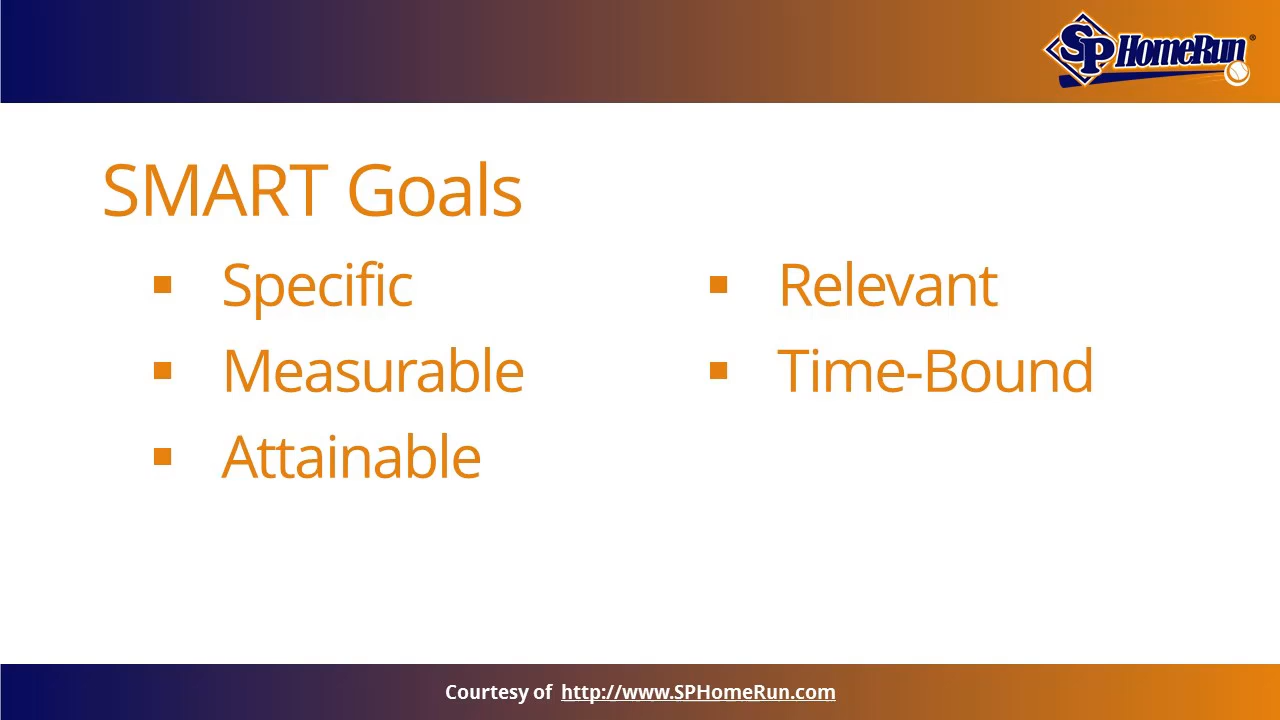 SP HomeRun®
SMART Goals
▪ Specific
▪ Measurable
▪ Attainable
▪ Relevant
▪ Time-Bound
Courtesy of http://www.SPHomeRun.com